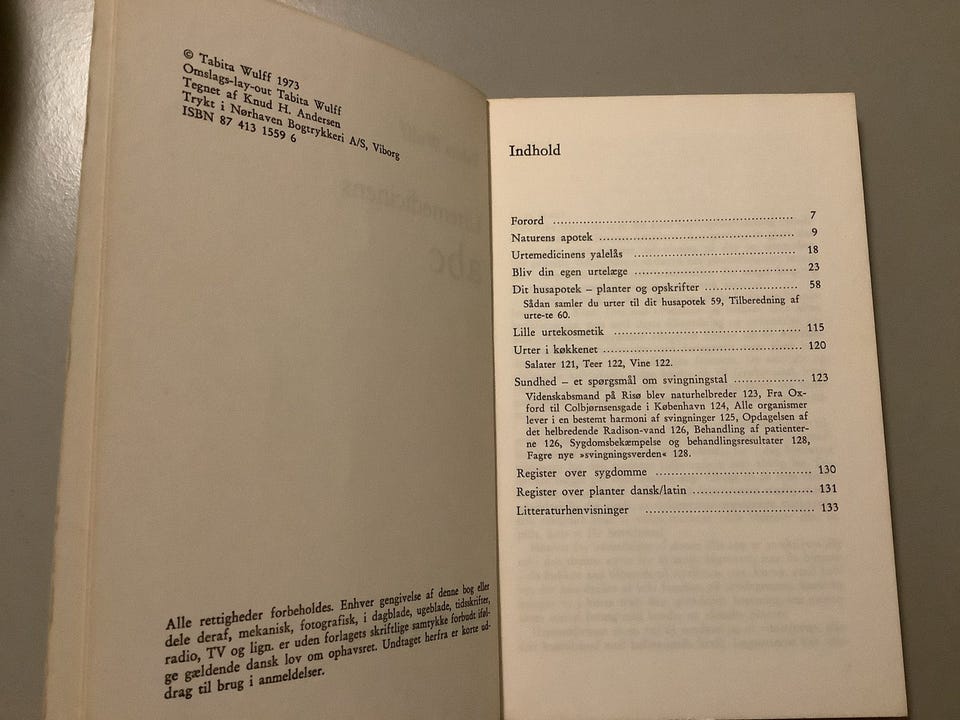 © Tabita Wulff 1973
Omslags-lay-out Tabita Wulff
Tegnet af Knud H. Andersen
Trykt i Nørhaven Bogtrykkeri A/S, Viborg
ISBN 87 413 1559 6
Alle rettigheder forbeholdes. Enhver gengivelse af denne bog eller
dele deraf, mekanisk, fotografisk, i dagblade, ugeblade, tidsskrifter,
radio, TV og lign. er uden forlagets skriftlige samtykke forbudt iføl-
ge gældende dansk lov om ophavsret. Undtaget herfra er korte ud-
drag til brug i anmeldelser.
Indhold
Forord ........................ 7
Naturens apotek ........................ 9
Urtemedicinens yalelås ........................ 18
Bliv din egen urtelæge ........................ 23
Dit husapotek – planter og opskrifter ........................ 58
Sådan samler du urter til dit husapotek 59, Tilberedning af
urte-te 60.
Lille urtekosmetik ........................ 115
Urter i køkkenet ........................ 120
Salater 121, Teer 122, Vine 122.
Sundhed – et spørgsmål om svingningstal ........................ 123
Videnskabsmand på Risø blev naturhelbreder 123, Fra Ox-
ford til Colbjørnsensgade i København 124, Alle organismer
lever i en bestemt harmoni af svingninger 125, Opdagelsen af
det helbredende Radison-vand 126, Behandling af patienter-
ne 126, Sygdomsbekæmpelse og behandlingsresultater 128,
Fagre nye »svingningsverden« 128.
Register over sygdomme ........................ 130
Register over planter dansk/latin ........................ 131
Litteraturhenvisninger ........................ 133